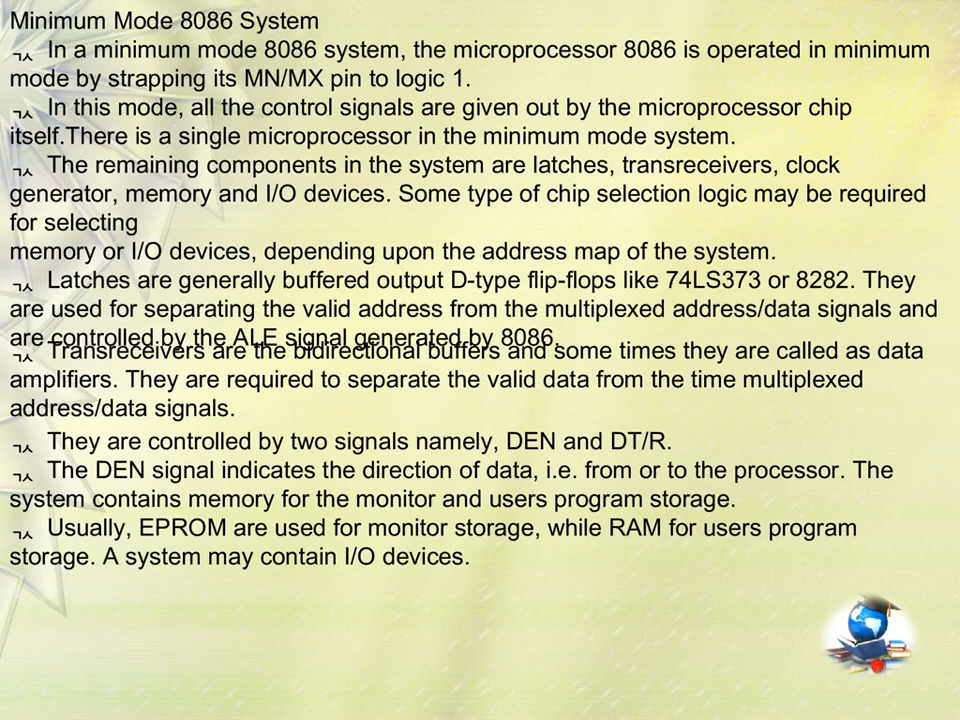 Minimum Mode 8086 System
ㄳ In a minimum mode 8086 system, the microprocessor 8086 is operated in minimum
mode by strapping its MN/MX pin to logic 1.
ㄳ In this mode, all the control signals are given out by the microprocessor chip
itself.There is a single microprocessor in the minimum mode system.
ㄳ The remaining components in the system are latches, transreceivers, clock
generator, memory and I/O devices. Some type of chip selection logic may be required
for selecting
memory or I/O devices, depending upon the address map of the system.
ㄳ Latches are generally buffered output D-type flip-flops like 74LS373 or 8282. They
are used for separating the valid address from the multiplexed address/data signals and
are controlled by the ALE signal generated by 8086.
ㄳ Transreceivers are the bidirectional buffers and some times they are called as data
amplifiers. They are required to separate the valid data from the time multiplexed
address/data signals.
ㄳ They are controlled by two signals namely, DEN and DT/R.
ㄳ The DEN signal indicates the direction of data, i.e. from or to the processor. The
system contains memory for the monitor and users program storage.
ㄳ Usually, EPROM are used for monitor storage, while RAM for users program
storage. A system may contain I/O devices.